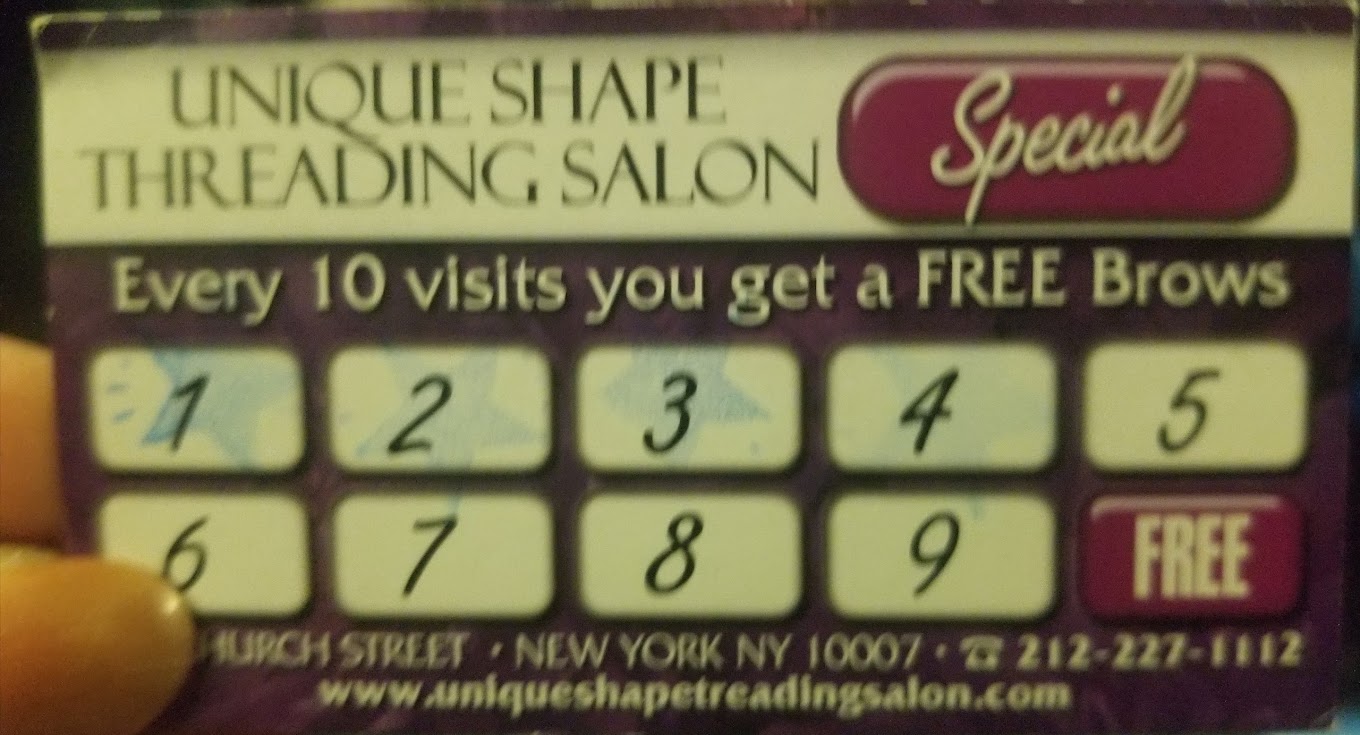 UNIQUE SHAPE
THREADING SALON
Special
Every 10 visits you get a FREE Brows
1 2 3 4 5
6 7 8 9 FREE
STREET • NEW YORK NY 10007 • ☎ 212-227-1112
www.uniqueshapetreadingsalon.com